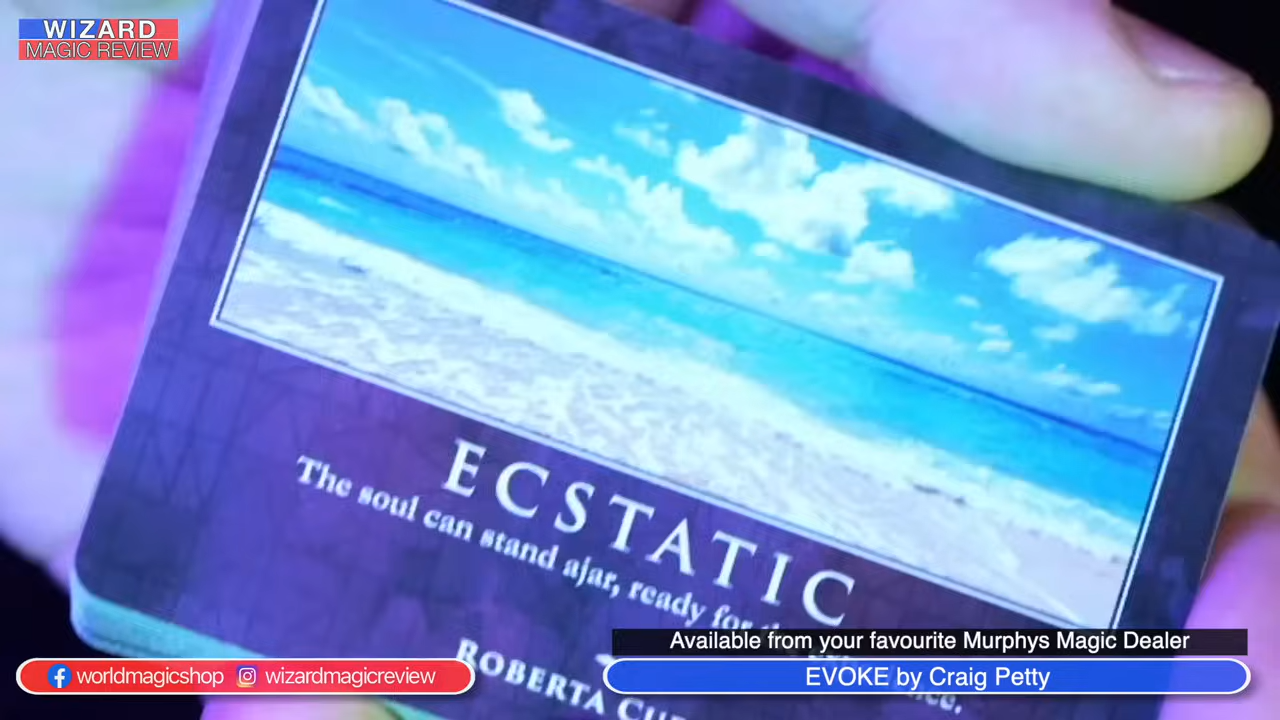 WIZARD
MAGIC REVIEW
ECSTATIC
The soul can stand ajar, ready for
ROBERTA
Available from your favourite Murphys Magic Dealer
worldmagicshop wizardmagicreview
EVOKE by Craig Petty